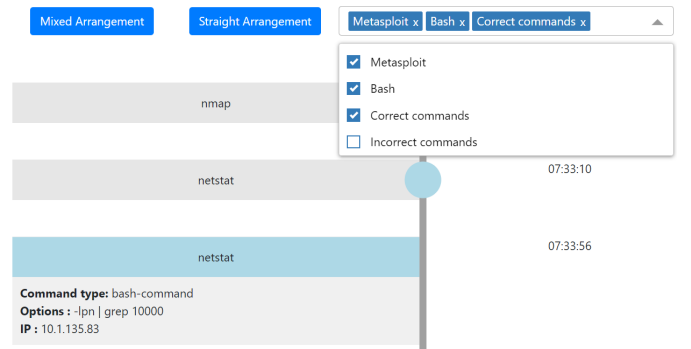 Mixed Arrangement
Straight Arrangement
Metasploit x Bash x Correct commands x
Metasploit
Bash
Correct commands
Incorrect commands
nmap
netstat
07:33:10
netstat
07:33:56
Command type: bash-command
Options : -lpn | grep 10000
IP : 10.1.135.83